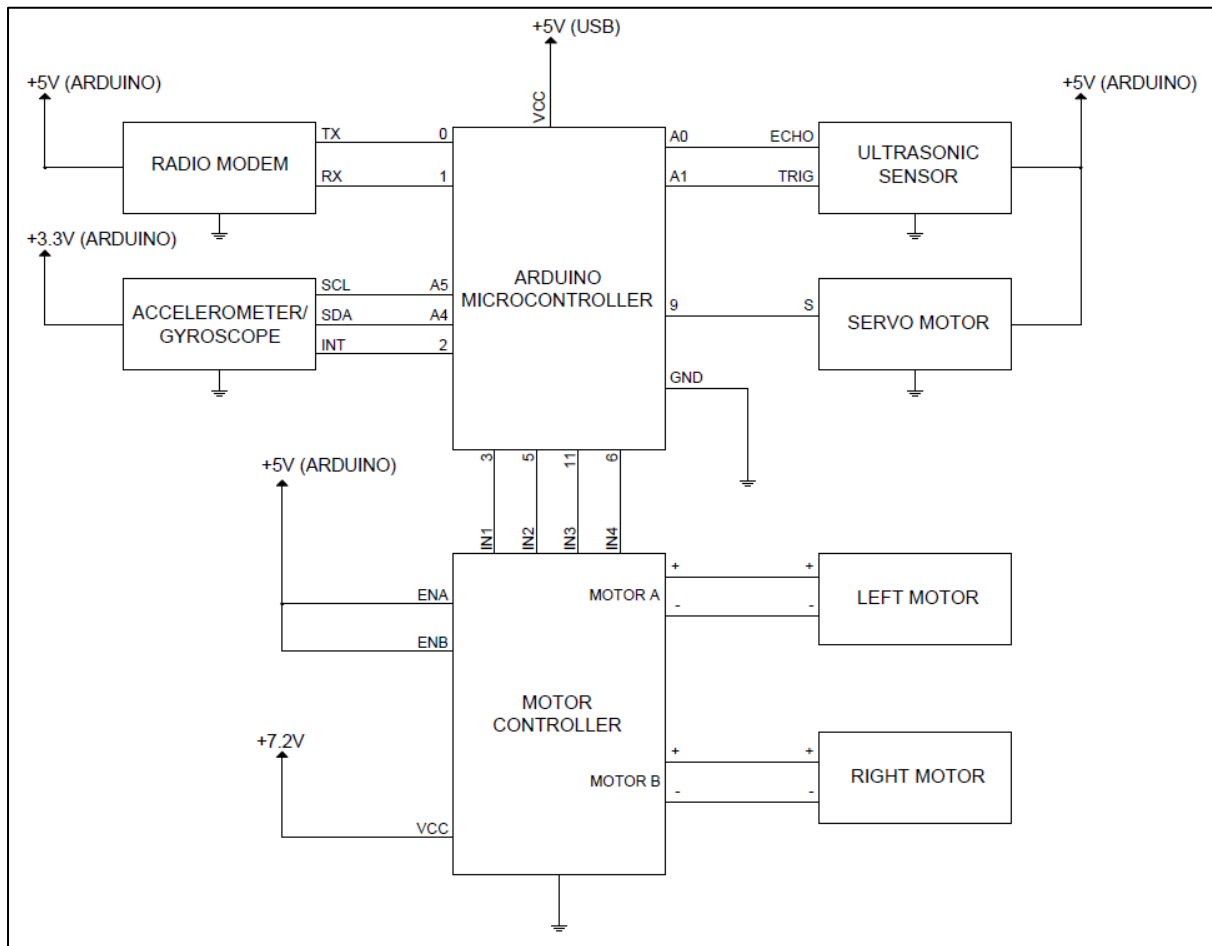 +5V (USB)
+5V (ARDUINO)
+5V (ARDUINO)
VCC
TX 0
RADIO MODEM
RX 1
A0 ECHO
ULTRASONIC
SENSOR
A1 TRIG
+3.3V (ARDUINO)
SCL A5
ACCELEROMETER/
GYROSCOPE
SDA A4
INT 2
ARDUINO
MICROCONTROLLER
9 S
SERVO MOTOR
GND
+5V (ARDUINO)
3 5 11 6
IN1 IN2 IN3 IN4
ENA
ENB
MOTOR A
+ +
- -
LEFT MOTOR
MOTOR
CONTROLLER
+7.2V
VCC
MOTOR B
+ +
- -
RIGHT MOTOR